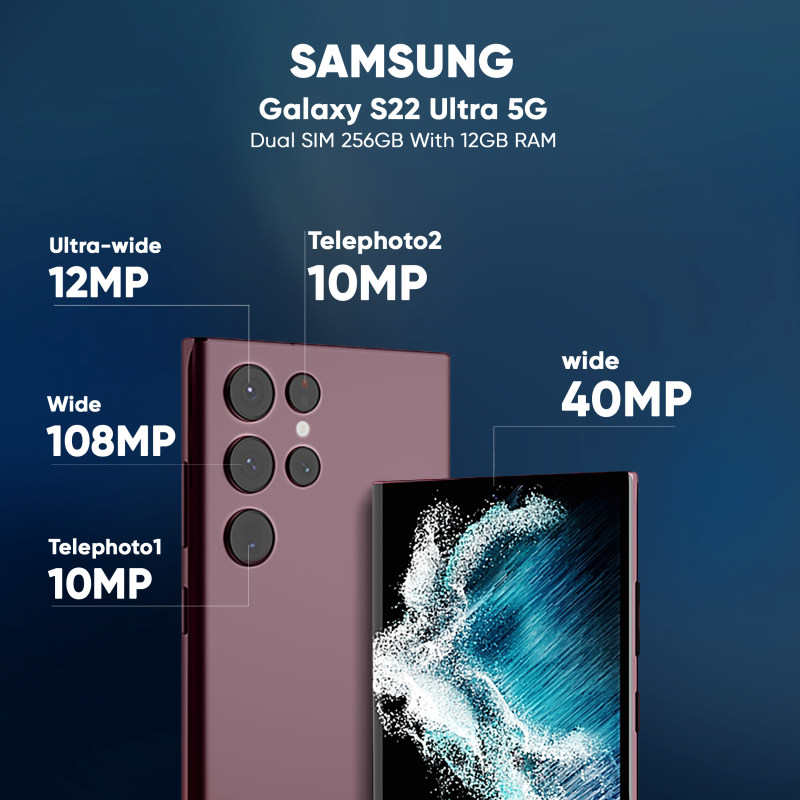 SAMSUNG
Galaxy S22 Ultra 5G
Dual SIM 256GB With 12GB RAM
Ultra-wide
12MP
Telephoto2
10MP
wide
40MP
Wide
108MP
Telephoto1
10MP